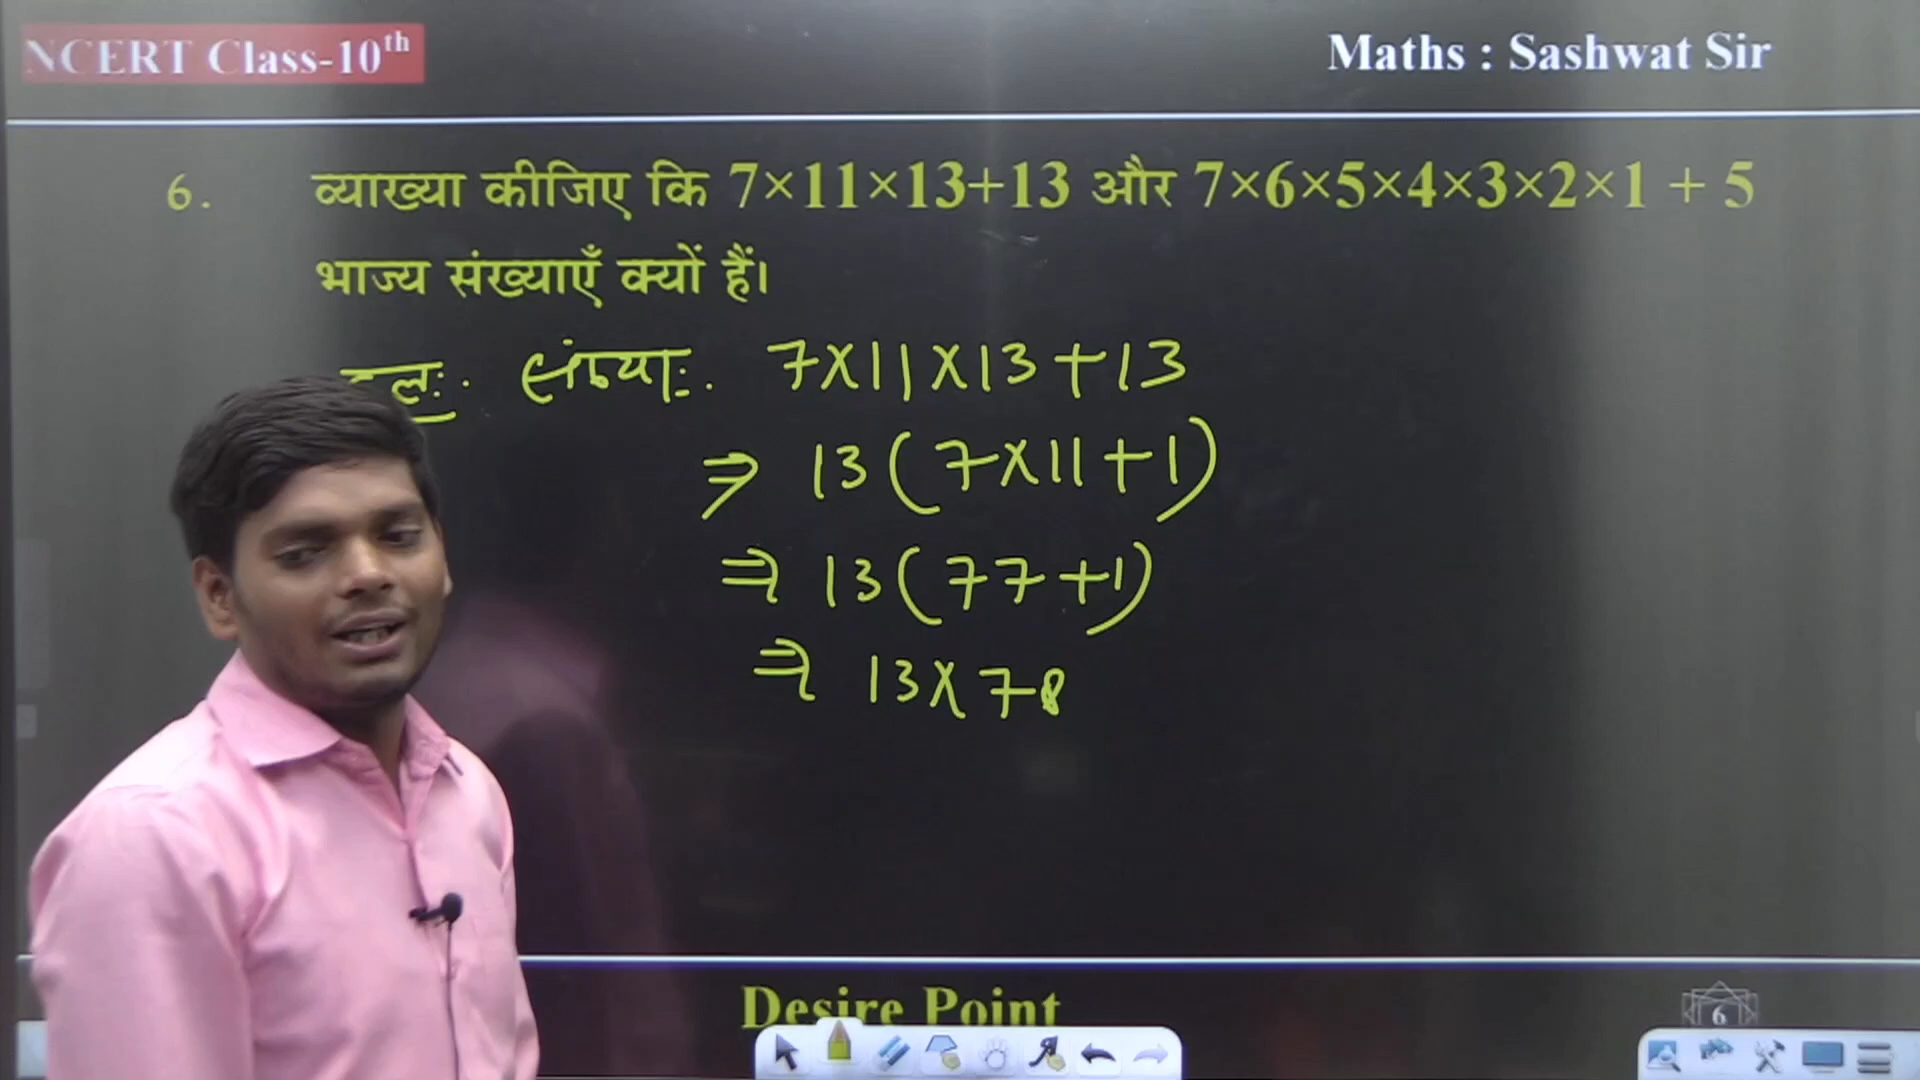 NCERT Class-10th
Maths : Sashwat Sir
6. व्याख्या कीजिए कि 7×11×13+13 और 7×6×5×4×3×2×1 + 5
भाज्य संख्याएँ क्यों हैं।
संख्या:. 7×11×13+13
⇒ 13(7×11+1)
⇒ 13(77+1)
⇒ 13×78
Desire Point
6